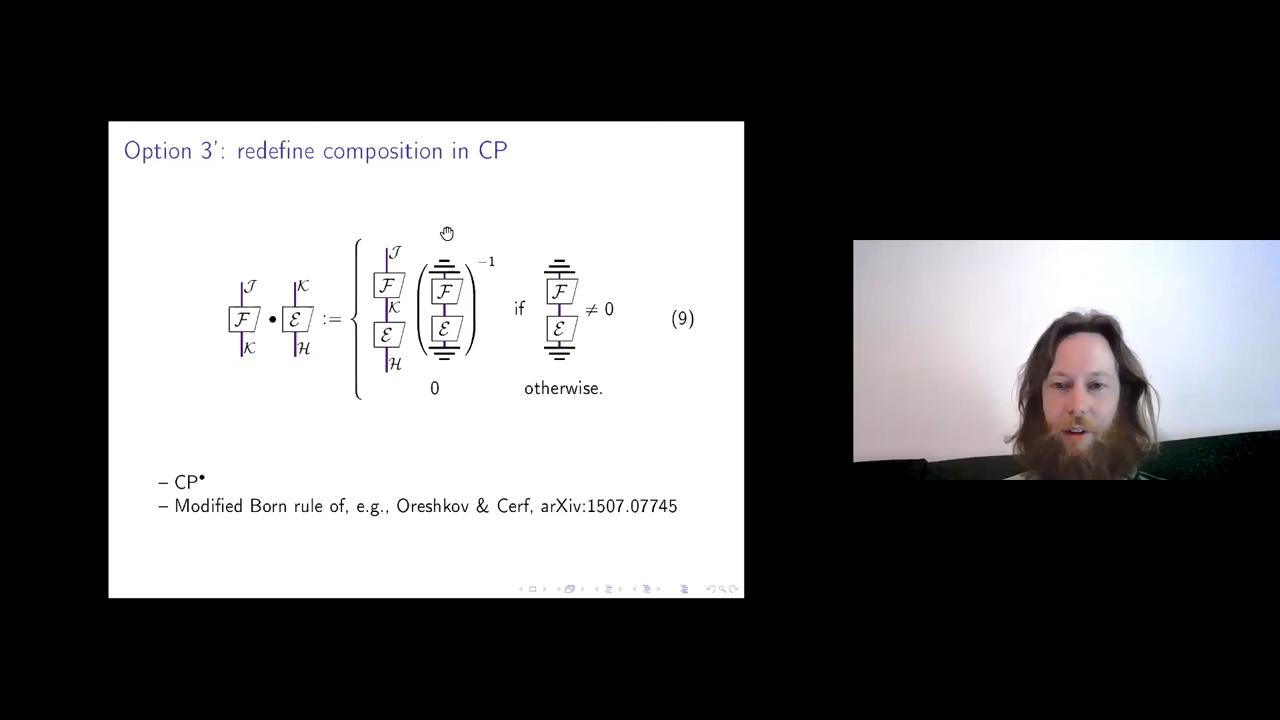 Option 3': redefine composition in CP
𝒥 𝒦 𝓕 • 𝓔 := 𝒦 𝓗 { 𝒥 𝓕 𝒦 𝓔 𝓗 ( 𝓕 𝓔 )⁻¹ if 𝓕 𝓔 ≠ 0 (9)
0 otherwise.
– CP•
– Modified Born rule of, e.g., Oreshkov & Cerf, arXiv:1507.07745